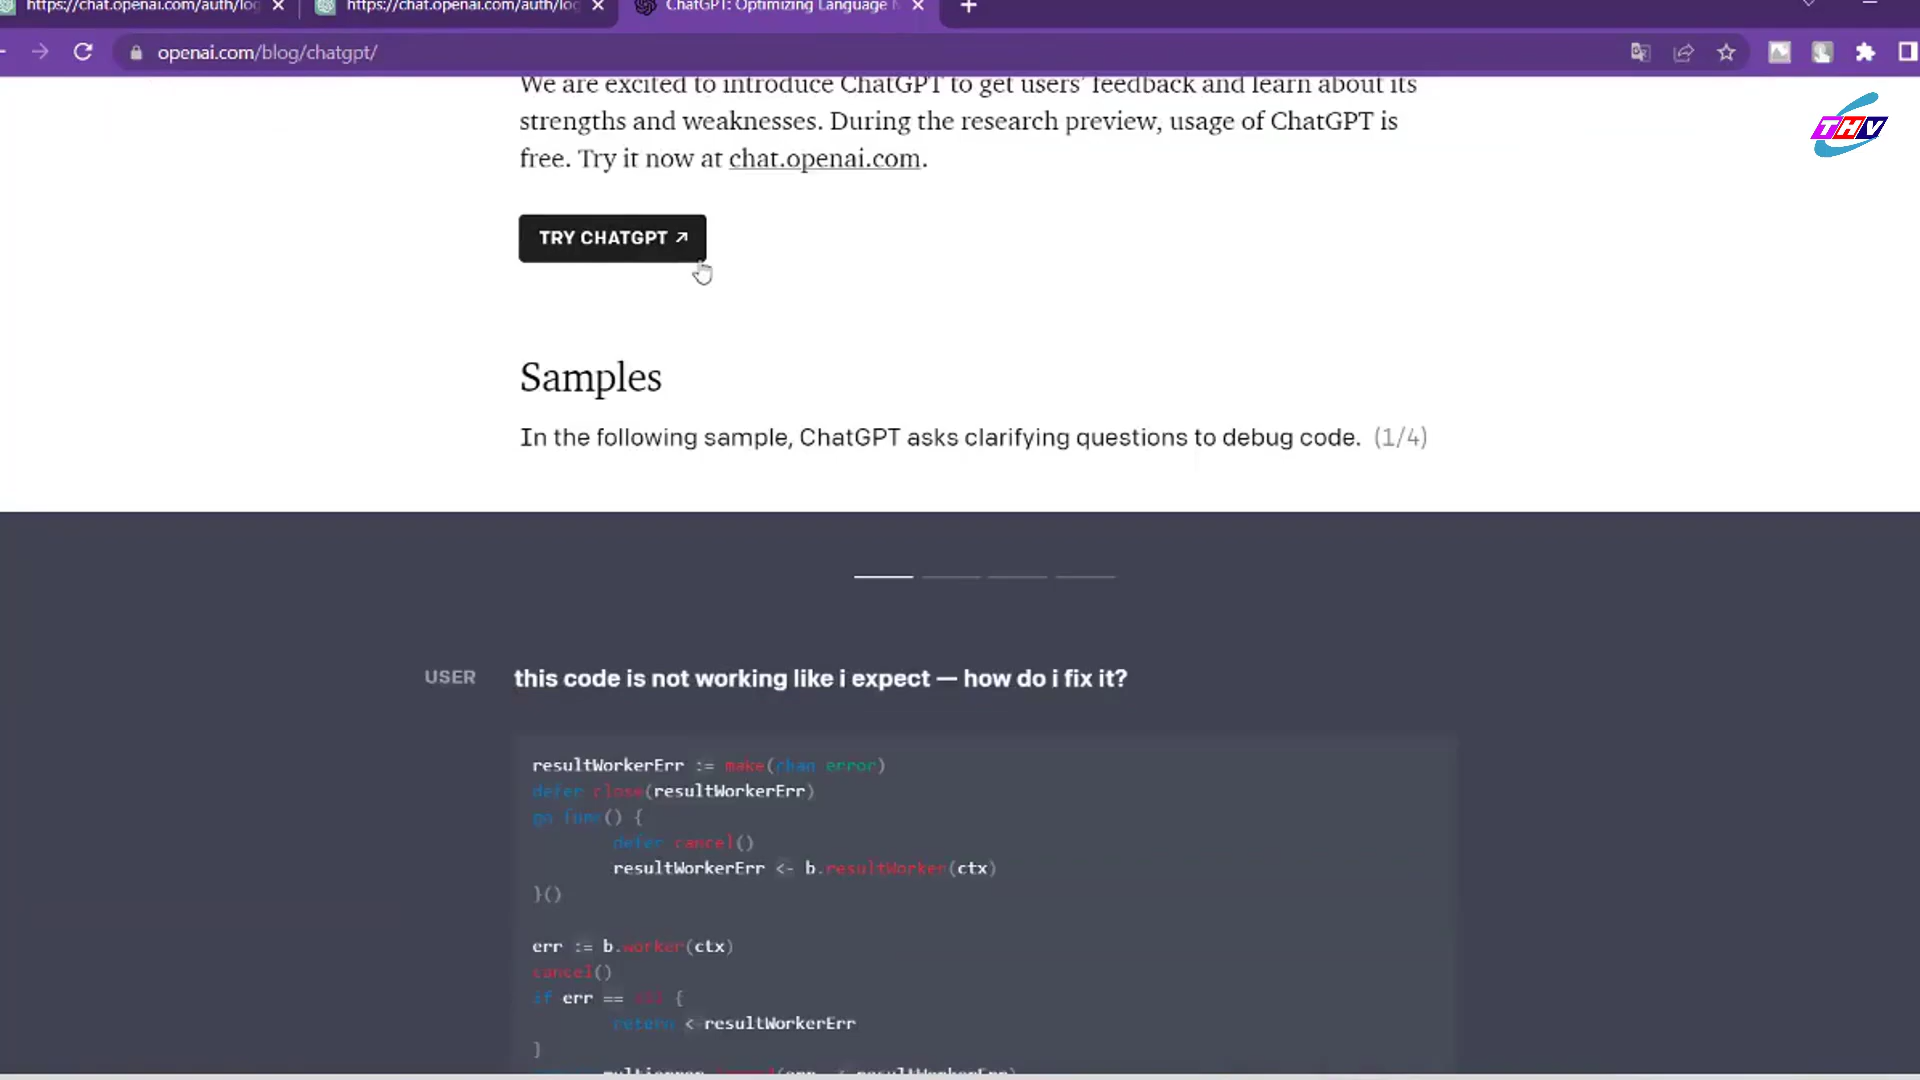 https://chat.openai.com/auth/log
https://chat.openai.com/auth/lo
ChatGPT: Optimizing Language
openai.com/blog/chatgpt/
We are excited to introduce ChatGPT to get users' feedback and learn about its
strengths and weaknesses. During the research preview, usage of ChatGPT is
free. Try it now at chat.openai.com.
THV
TRY CHATGPT ↗
Samples
In the following sample, ChatGPT asks clarifying questions to debug code. (1/4)
USER
this code is not working like i expect — how do i fix it?
resultWorkerErr := make(chan error)
defer close(resultWorkerErr)
go func() {
defer cancel()
resultWorkerErr <- b.resultWorker(ctx)
}()
err := b.worker(ctx)
cancel()
if err == nil {
return <-resultWorkerErr
}